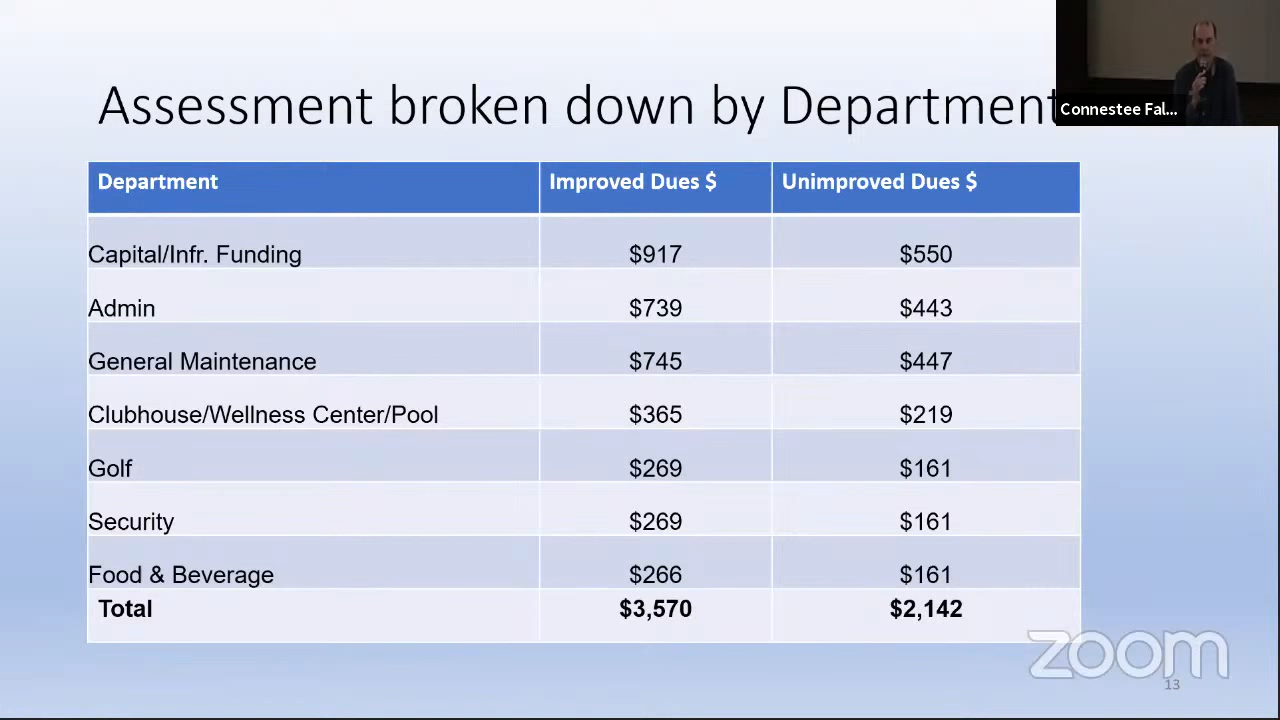 Assessment broken down by Department
Connestee Fal...
Department Improved Dues $ Unimproved Dues $
Capital/Infr. Funding $917 $550
Admin $739 $443
General Maintenance $745 $447
Clubhouse/Wellness Center/Pool $365 $219
Golf $269 $161
Security $269 $161
Food & Beverage $266 $161
Total $3,570 $2,142
zoom
13